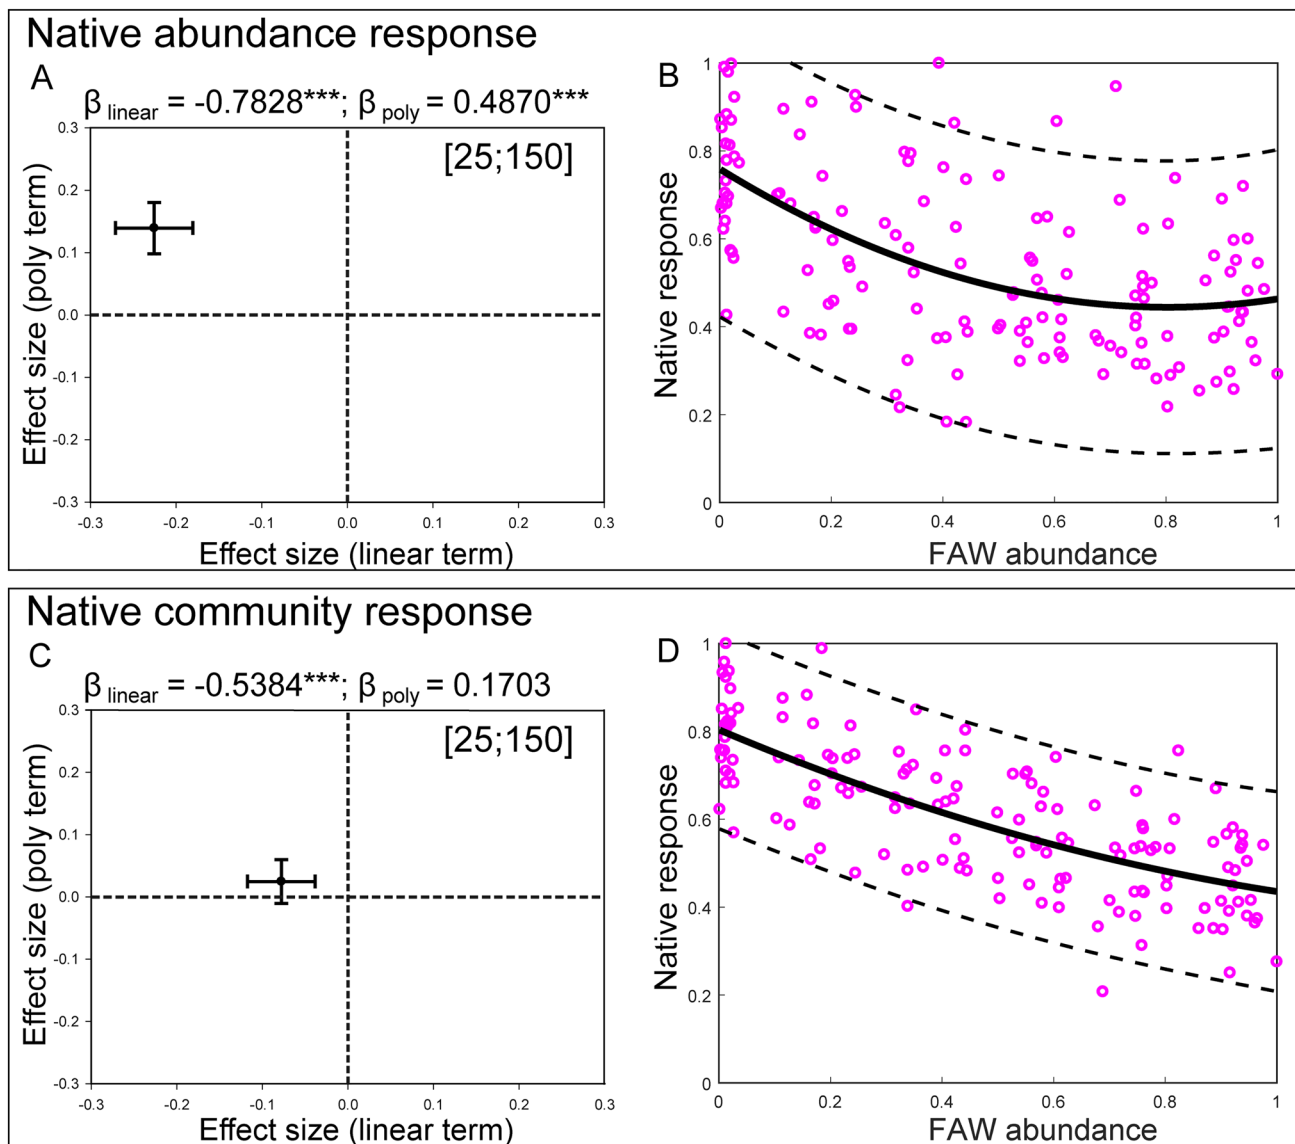 Native abundance response
A
β linear = -0.7828***; β poly = 0.4870***
[25;150]
0.3
0.2
0.1
0.0
-0.1
-0.2
-0.3
-0.3 -0.2 -0.1 0.0 0.1 0.2 0.3
Effect size (poly term)
Effect size (linear term)
B
1
0.8
0.6
0.4
0.2
0
0 0.2 0.4 0.6 0.8 1
Native response
FAW abundance
Native community response
C
β linear = -0.5384***; β poly = 0.1703
[25;150]
0.3
0.2
0.1
0.0
-0.1
-0.2
-0.3
-0.3 -0.2 -0.1 0.0 0.1 0.2 0.3
Effect size (poly term)
Effect size (linear term)
D
1
0.8
0.6
0.4
0.2
0
0 0.2 0.4 0.6 0.8 1
Native response
FAW abundance